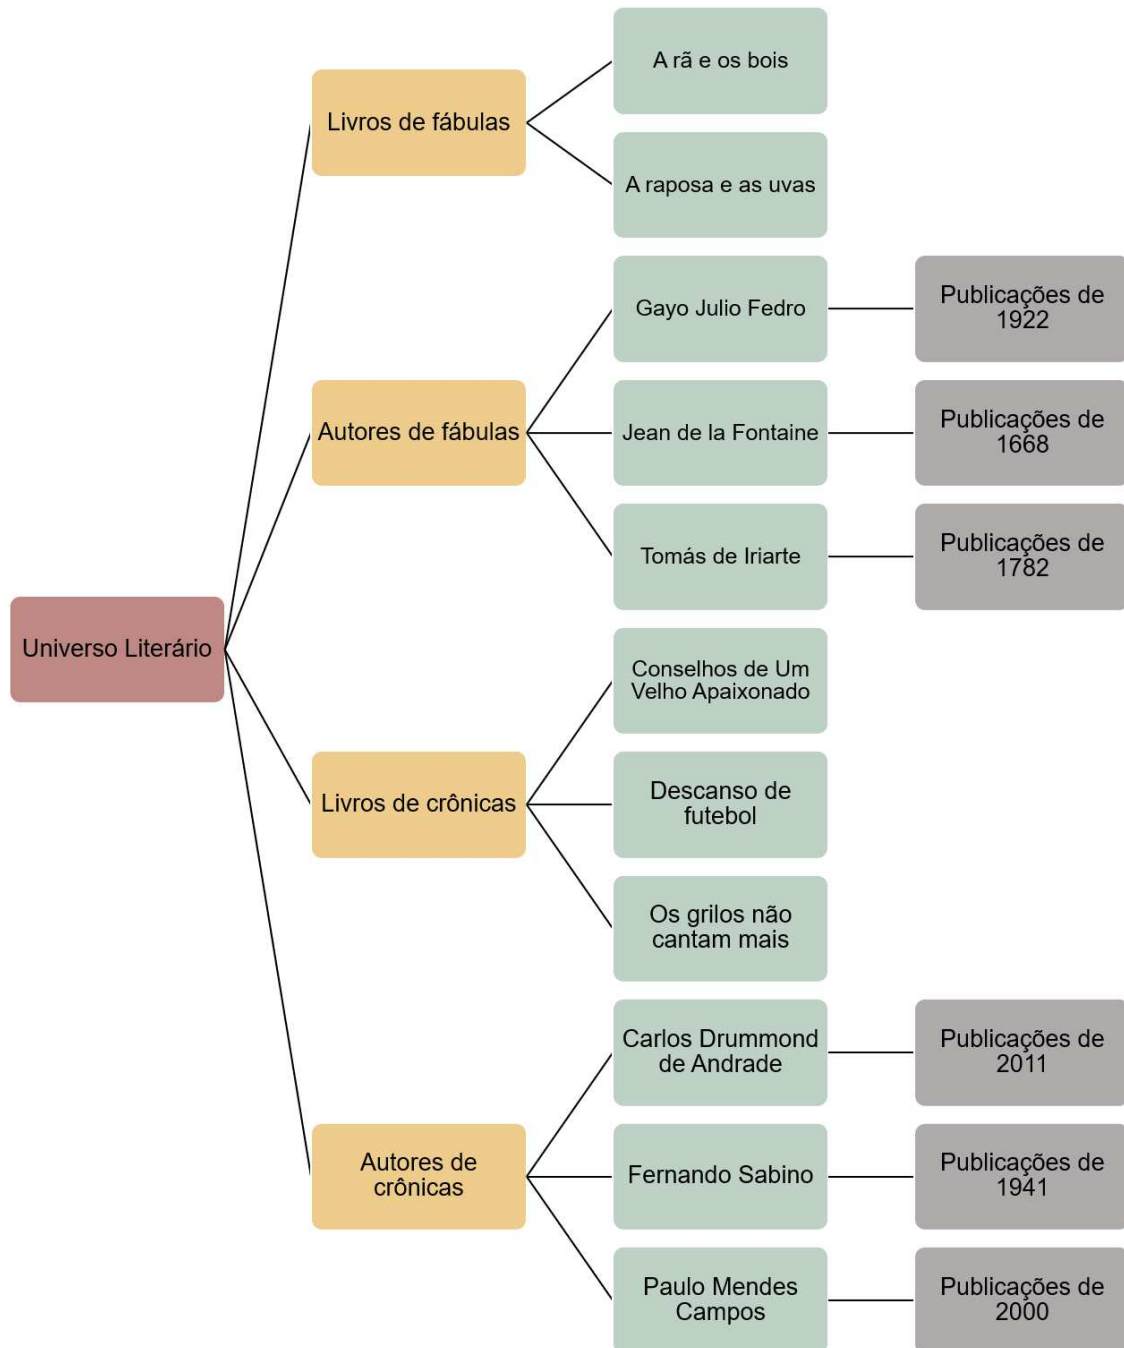 A rã e os bois
Livros de fábulas
A raposa e as uvas
Gayo Julio Fedro
Publicações de
1922
Autores de fábulas
Jean de la Fontaine
Publicações de
1668
Tomás de Iriarte
Publicações de
1782
Universo Literário
Conselhos de Um
Velho Apaixonado
Livros de crônicas
Descanso de
futebol
Os grilos não
cantam mais
Carlos Drummond
de Andrade
Publicações de
2011
Autores de
crônicas
Fernando Sabino
Publicações de
1941
Paulo Mendes
Campos
Publicações de
2000